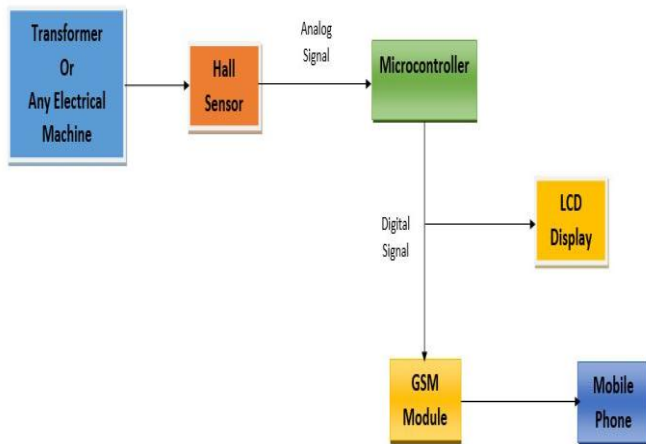 Transformer
Or
Any Electrical
Machine
Hall
Sensor
Analog
Signal
Microcontroller
Digital
Signal
LCD
Display
GSM
Module
Mobile
Phone